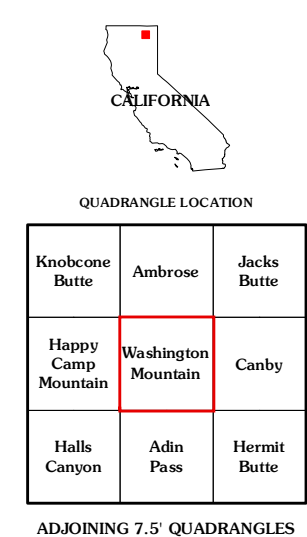 CALIFORNIA
QUADRANGLE LOCATION
Knobcone
Butte
Ambrose
Jacks
Butte
Happy
Camp
Mountain
Washington
Mountain
Canby
Halls
Canyon
Adin
Pass
Hermit
Butte
ADJOINING 7.5' QUADRANGLES